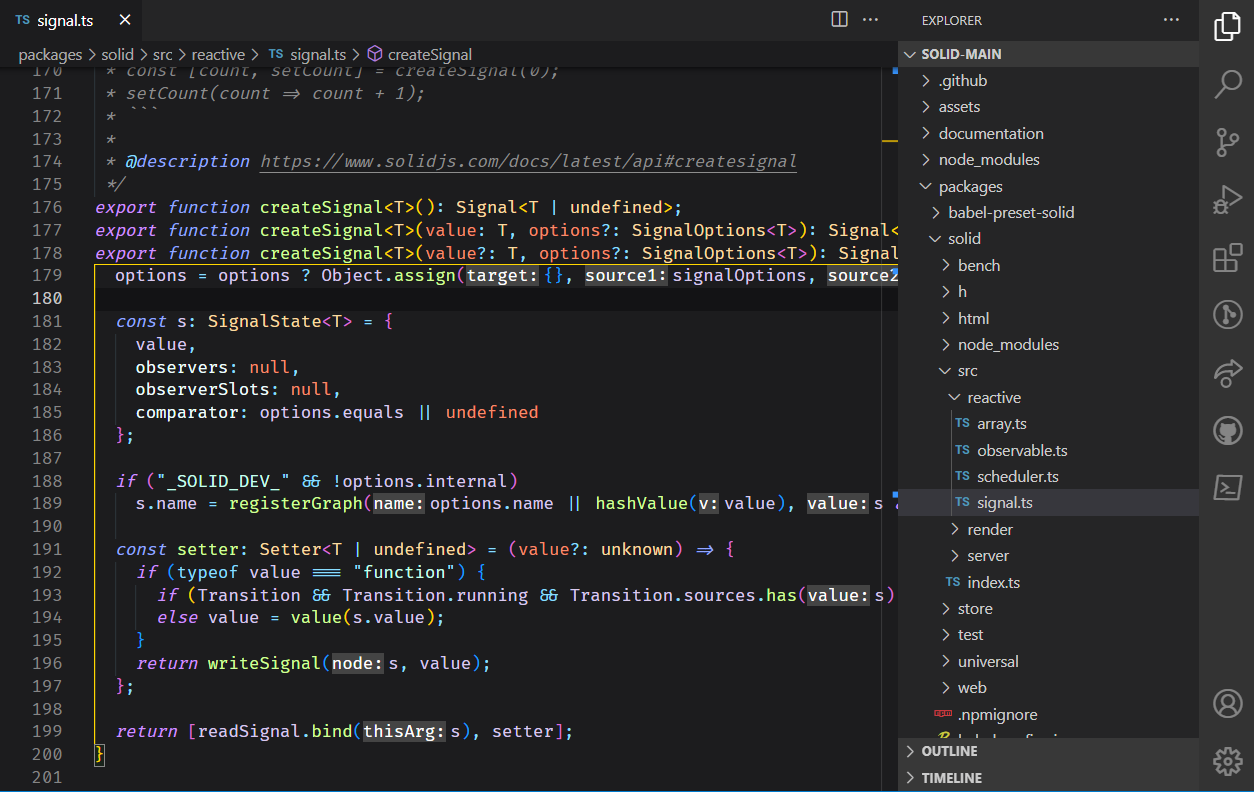 TS signal.ts
packages > solid > src > reactive > TS signal.ts > createSignal
170 * const [count, setCount] = createSignal(0);
171 * setCount(count => count + 1);
172 * ```
173 *
174 * @description https://www.solidjs.com/docs/latest/api#createsignal
175 */
176 export function createSignal<T>(): Signal<T | undefined>;
177 export function createSignal<T>(value: T, options?: SignalOptions<T>): Signal<
178 export function createSignal<T>(value?: T, options?: SignalOptions<T>): Signal
179 options = options ? Object.assign(target: {}, source1: signalOptions, source2
180
181 const s: SignalState<T> = {
182 value,
183 observers: null,
184 observerSlots: null,
185 comparator: options.equals || undefined
186 };
187
188 if ("_SOLID_DEV_" && !options.internal)
189 s.name = registerGraph(name: options.name || hashValue(v: value), value: s
190
191 const setter: Setter<T | undefined> = (value?: unknown) => {
192 if (typeof value === "function") {
193 if (Transition && Transition.running && Transition.sources.has(value: s)
194 else value = value(s.value);
195 }
196 return writeSignal(node: s, value);
197 };
198
199 return [readSignal.bind(thisArg: s), setter];
200 }
201
EXPLORER
SOLID-MAIN
.github
assets
documentation
node_modules
packages
babel-preset-solid
solid
bench
h
html
node_modules
src
reactive
TS array.ts
TS observable.ts
TS scheduler.ts
TS signal.ts
render
server
TS index.ts
store
test
universal
web
npm .npmignore
OUTLINE
TIMELINE